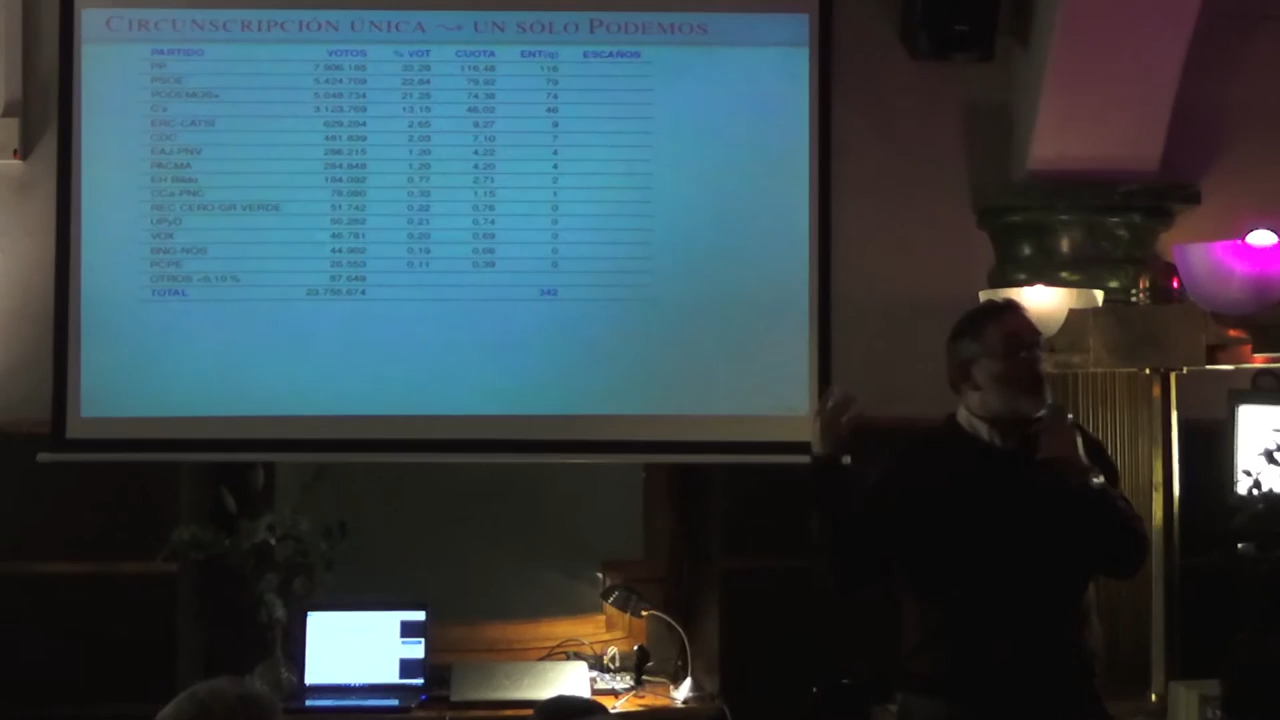 CIRCUNSCRIPCIÓN ÚNICA ⤳ UN SÓLO PODEMOS
PARTIDO VOTOS % VOT CUOTA ENT(q) ESCAÑOS
PP 7.906.185 33,28 116,48 116
PSOE 5.424.709 22,84 79,92 79
PODEMOS+ 5.049.734 21,25 74,38 74
C's 3.123.769 13,15 46,02 46
ERC-CATSI 629.294 2,65 9,27 9
CDC 481.839 2,03 7,10 7
EAJ-PNV 286.215 1,20 4,22 4
PACMA 284.848 1,20 4,20 4
EH Bildu 184.092 0,77 2,71 2
CCa-PNC 78.080 0,33 1,15 1
REC CERO-GR VERDE 51.742 0,22 0,76 0
UPyD 50.282 0,21 0,74 0
VOX 46.781 0,20 0,69 0
BNG-NÓS 44.902 0,19 0,66 0
PCPE 26.553 0,11 0,39 0
OTROS <0,10 % 87.649
TOTAL 23.756.674 342